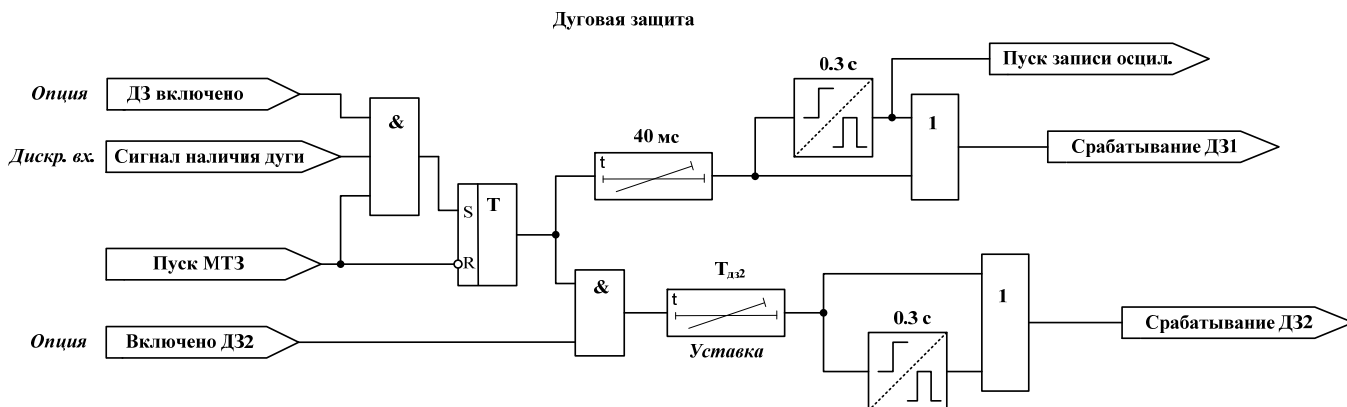 Дуговая защита
Пуск записи осцил.
0.3 с
Опция
ДЗ включено
&
1
40 мс
Дискр. вх.
Сигнал наличия дуги
Срабатывание ДЗ1
t
S
T
Пуск МТЗ
R
Tдз2
&
1
t
0.3 с
Срабатывание ДЗ2
Опция
Включено ДЗ2
Уставка